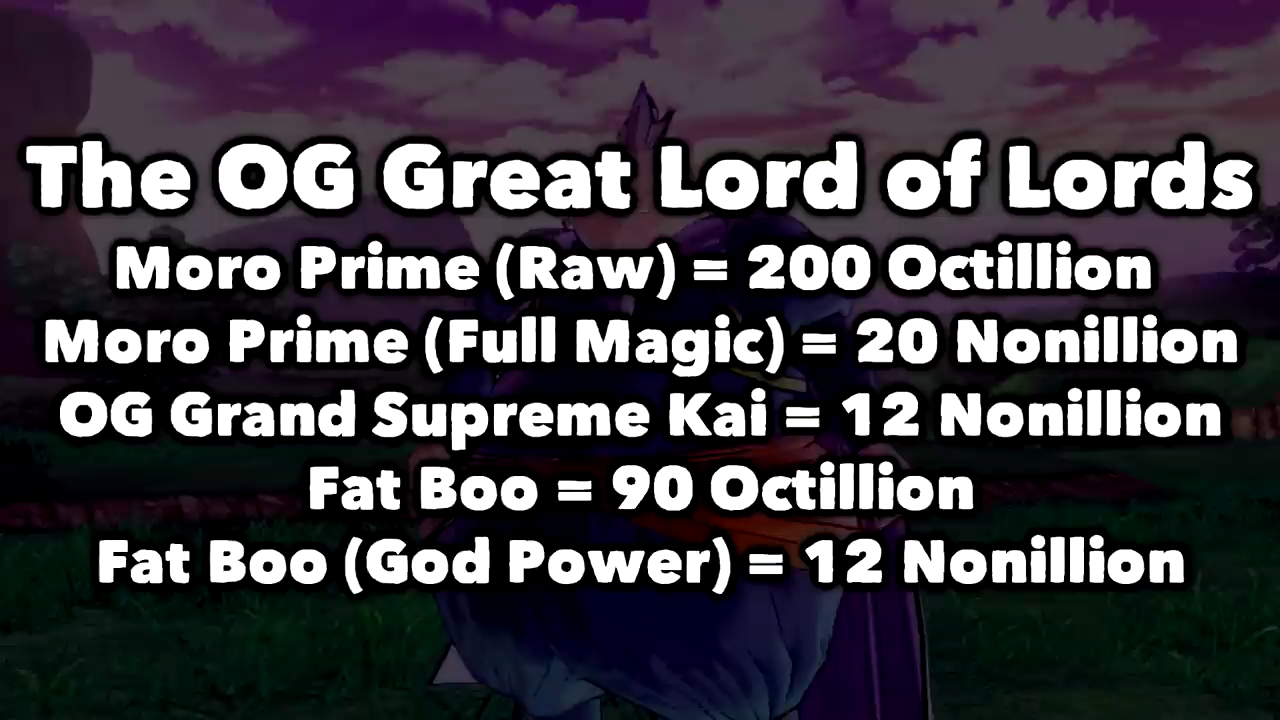 The OG Great Lord of Lords
Moro Prime (Raw) = 200 Octillion
Moro Prime (Full Magic) = 20 Nonillion
OG Grand Supreme Kai = 12 Nonillion
Fat Boo = 90 Octillion
Fat Boo (God Power) = 12 Nonillion